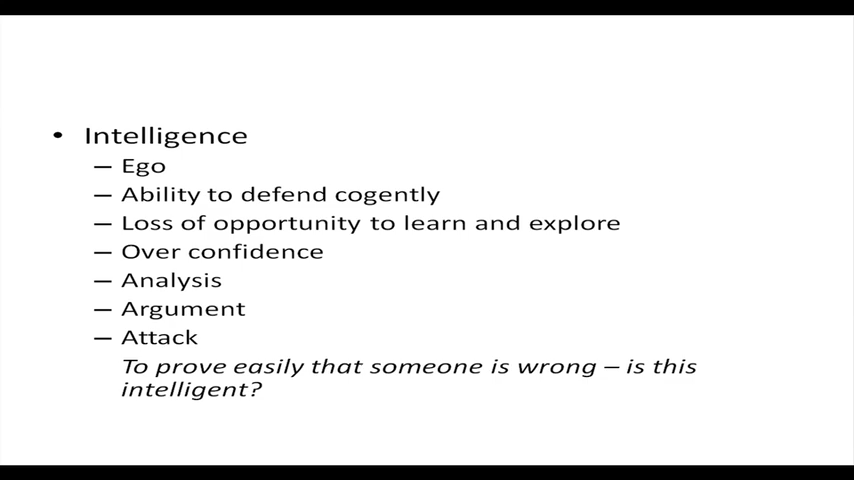 • Intelligence
– Ego
– Ability to defend cogently
– Loss of opportunity to learn and explore
– Over confidence
– Analysis
– Argument
– Attack
To prove easily that someone is wrong – is this
intelligent?